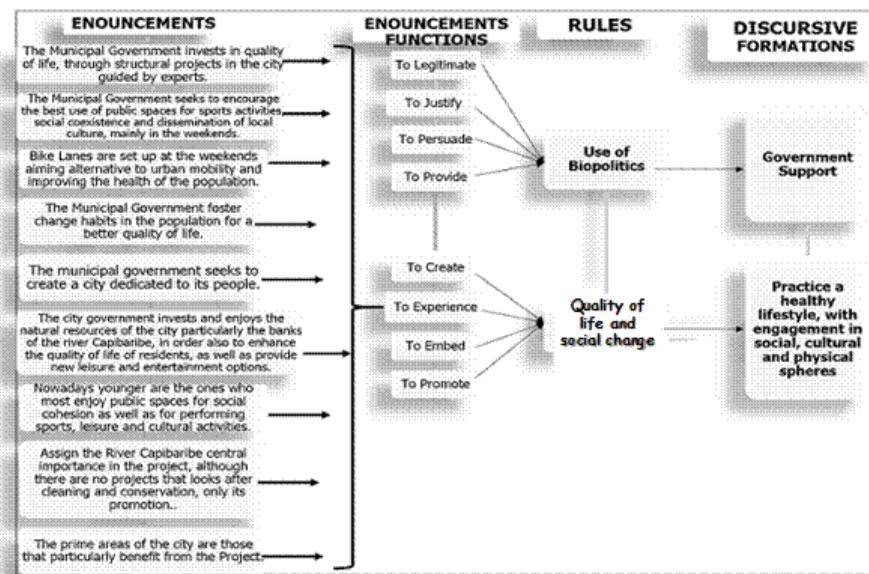 ENOUNCEMENTS
The Municipal Government invests in quality
of life, through structural projects in the city
guided by experts.
The Municipal Government seeks to encourage
the best use of public spaces for sports activities,
social coexistence and dissemination of local
culture, mainly in the weekends.
Bike Lanes are set up at the weekends
aiming alternative to urban mobility and
improving the health of the population.
The Municipal Government foster
change habits in the population for a
better quality of life.
The municipal government seeks to
create a city dedicated to its people.
The city government invests and enjoys the
natural resources of the city particularly the banks
of the river Capibaribe, in order also to enhance
the quality of life of residents, as well as provide
new leisure and entertainment options.
Nowadays younger are the ones who
most enjoy public spaces for social
cohesion as well as for performing
sports, leisure and cultural activities.
Assign the River Capibaribe central
importance in the project, although
there are no projects that looks after
cleaning and conservation, only its
promotion..
The prime areas of the city are those
that particularly benefit from the Project.
ENOUNCEMENTS
FUNCTIONS
To Legitimate
To Justify
To Persuade
To Provide
To Create
To Experience
To Embed
To Promote
RULES
Use of
Biopolitics
Quality of
life and
social change
DISCURSIVE
FORMATIONS
Government
Support
Practice a
healthy
lifestyle, with
engagement in
social, cultural
and physical
spheres